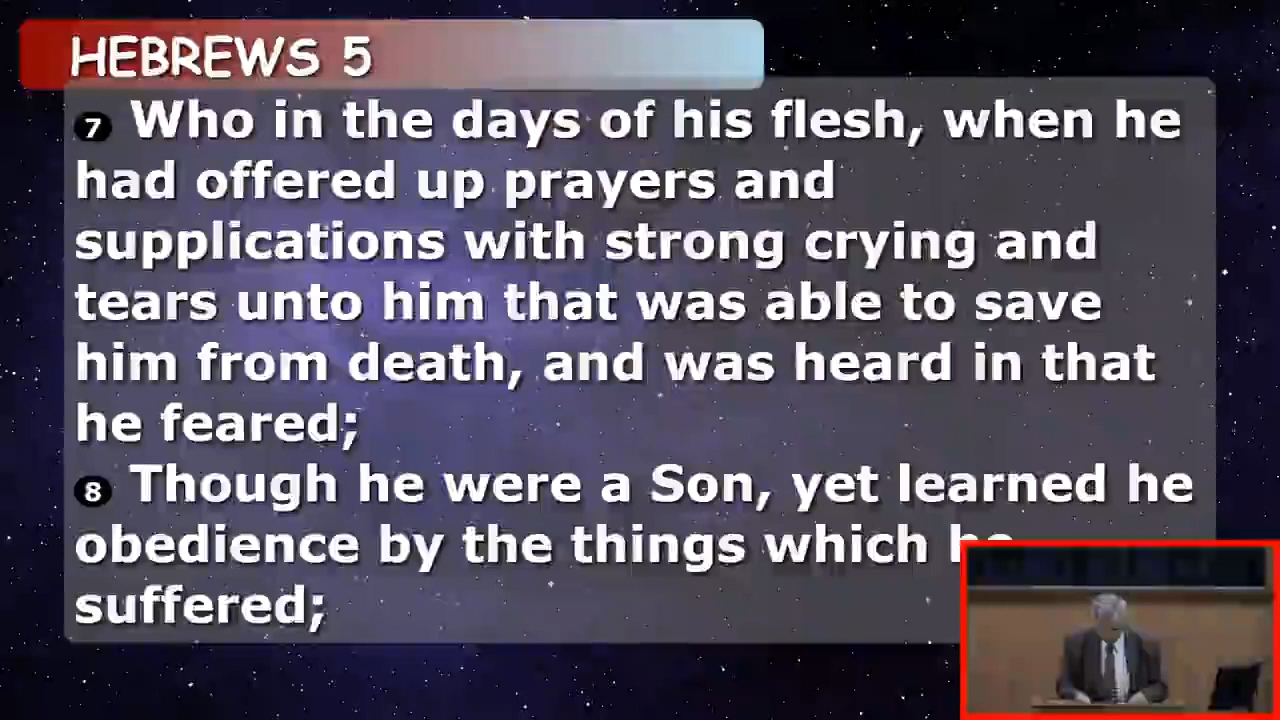 HEBREWS 5
7 Who in the days of his flesh, when he
had offered up prayers and
supplications with strong crying and
tears unto him that was able to save
him from death, and was heard in that
he feared;
8 Though he were a Son, yet learned he
obedience by the things which he
suffered;